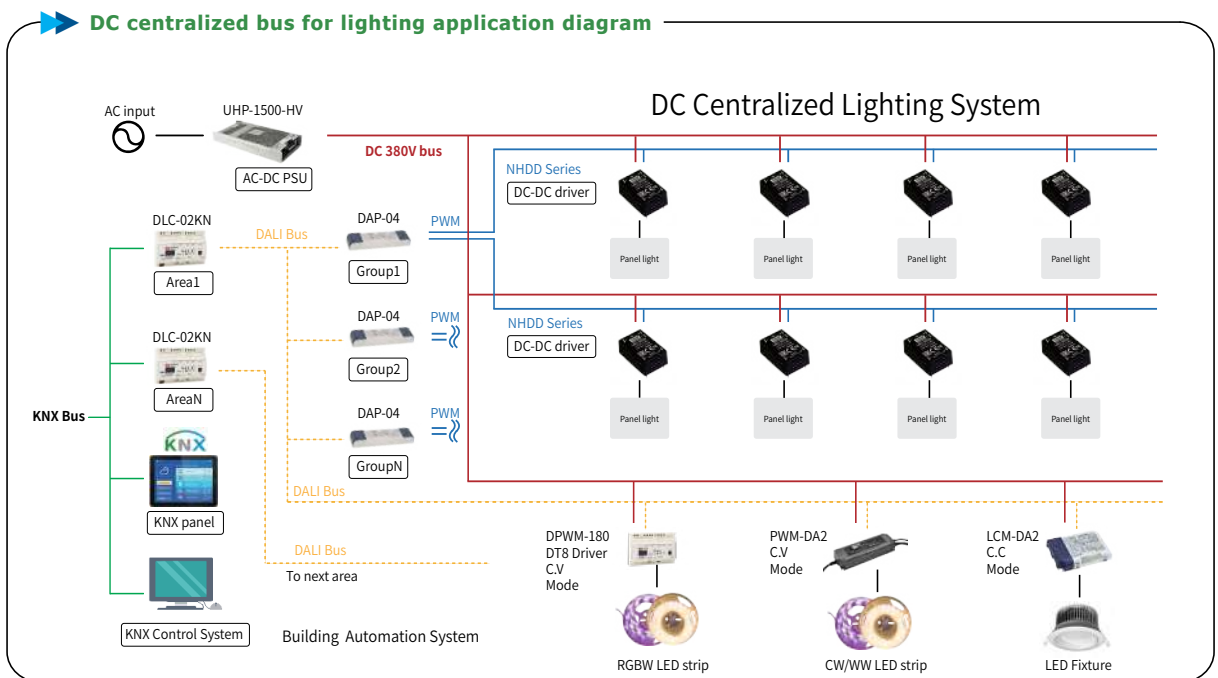 DC centralized bus for lighting application diagram
DC Centralized Lighting System
AC input
UHP-1500-HV
AC-DC PSU
DC 380V bus
NHDD Series
DC-DC driver
Panel light
Panel light
Panel light
Panel light
DLC-02KN
Area1
DALI Bus
DAP-04
PWM
Group1
NHDD Series
DC-DC driver
Panel light
Panel light
Panel light
Panel light
DLC-02KN
AreaN
DAP-04
PWM
Group2
KNX Bus
DAP-04
PWM
GroupN
KNX
KNX panel
DALI Bus
DALI Bus
To next area
KNX Control System
Building Automation System
DPWM-180
DT8 Driver
C.V
Mode
RGBW LED strip
PWM-DA2
C.V
Mode
CW/WW LED strip
LCM-DA2
C.C
Mode
LED Fixture